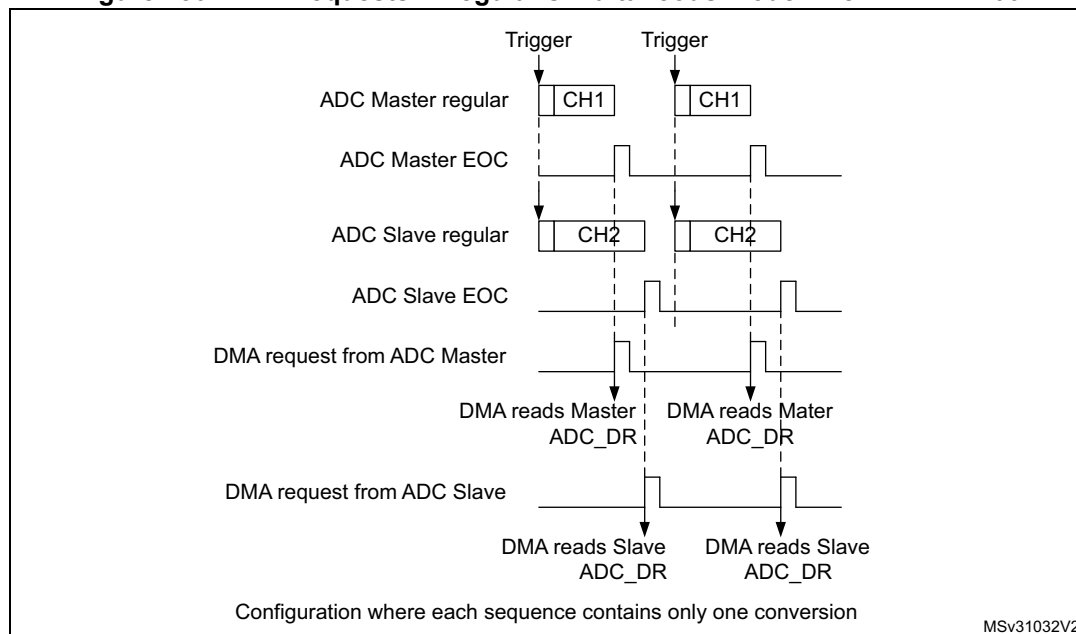 Trigger Trigger
ADC Master regular CH1 CH1
ADC Master EOC
ADC Slave regular CH2 CH2
ADC Slave EOC
DMA request from ADC Master
DMA reads Master DMA reads Mater
ADC_DR ADC_DR
DMA request from ADC Slave
DMA reads Slave DMA reads Slave
ADC_DR ADC_DR
Configuration where each sequence contains only one conversion
MSv31032V2